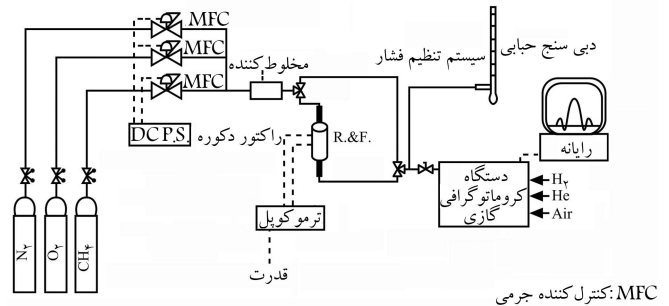 MFC
MFC
MFC
DC P.S.
مخلوط کننده
راکتور دکوره
R.&F.
سیستم تنظیم فشار
دبی سنج حبابی
رایانه
دستگاه
کروماتوگرافی
گازی
H۲
He
Air
ترموکوپل
قدرت
N۲
O۲
CH۴
MFC:کنترل کننده جرمی